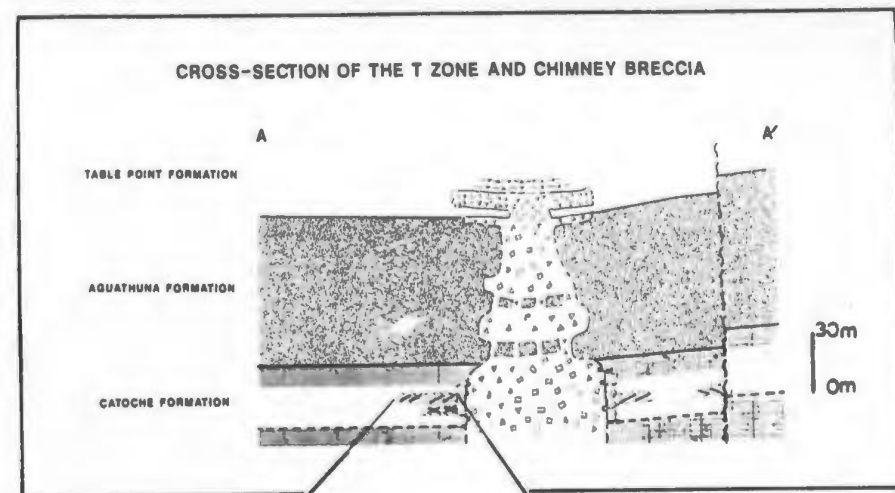 CROSS-SECTION OF THE T ZONE AND CHIMNEY BRECCIA
A A'
TABLE POINT FORMATION
AGUATHUNA FORMATION
30m
0m
CATOCHE FORMATION